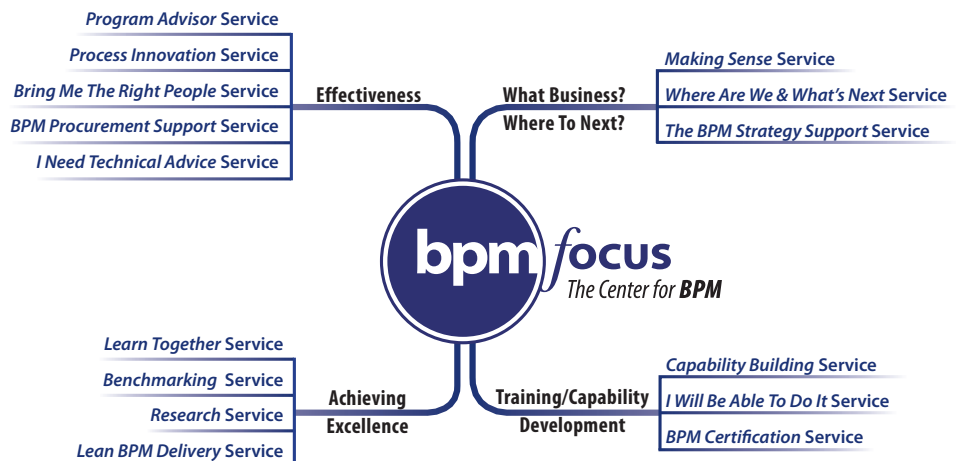 Program Advisor Service
Process Innovation Service
Bring Me The Right People Service
BPM Procurement Support Service
I Need Technical Advice Service
Effectiveness
What Business?
Where To Next?
Making Sense Service
Where Are We & What's Next Service
The BPM Strategy Support Service
bpm focus
The Center for BPM
Learn Together Service
Benchmarking Service
Research Service
Lean BPM Delivery Service
Achieving
Excellence
Training/Capability
Development
Capability Building Service
I Will Be Able To Do It Service
BPM Certification Service